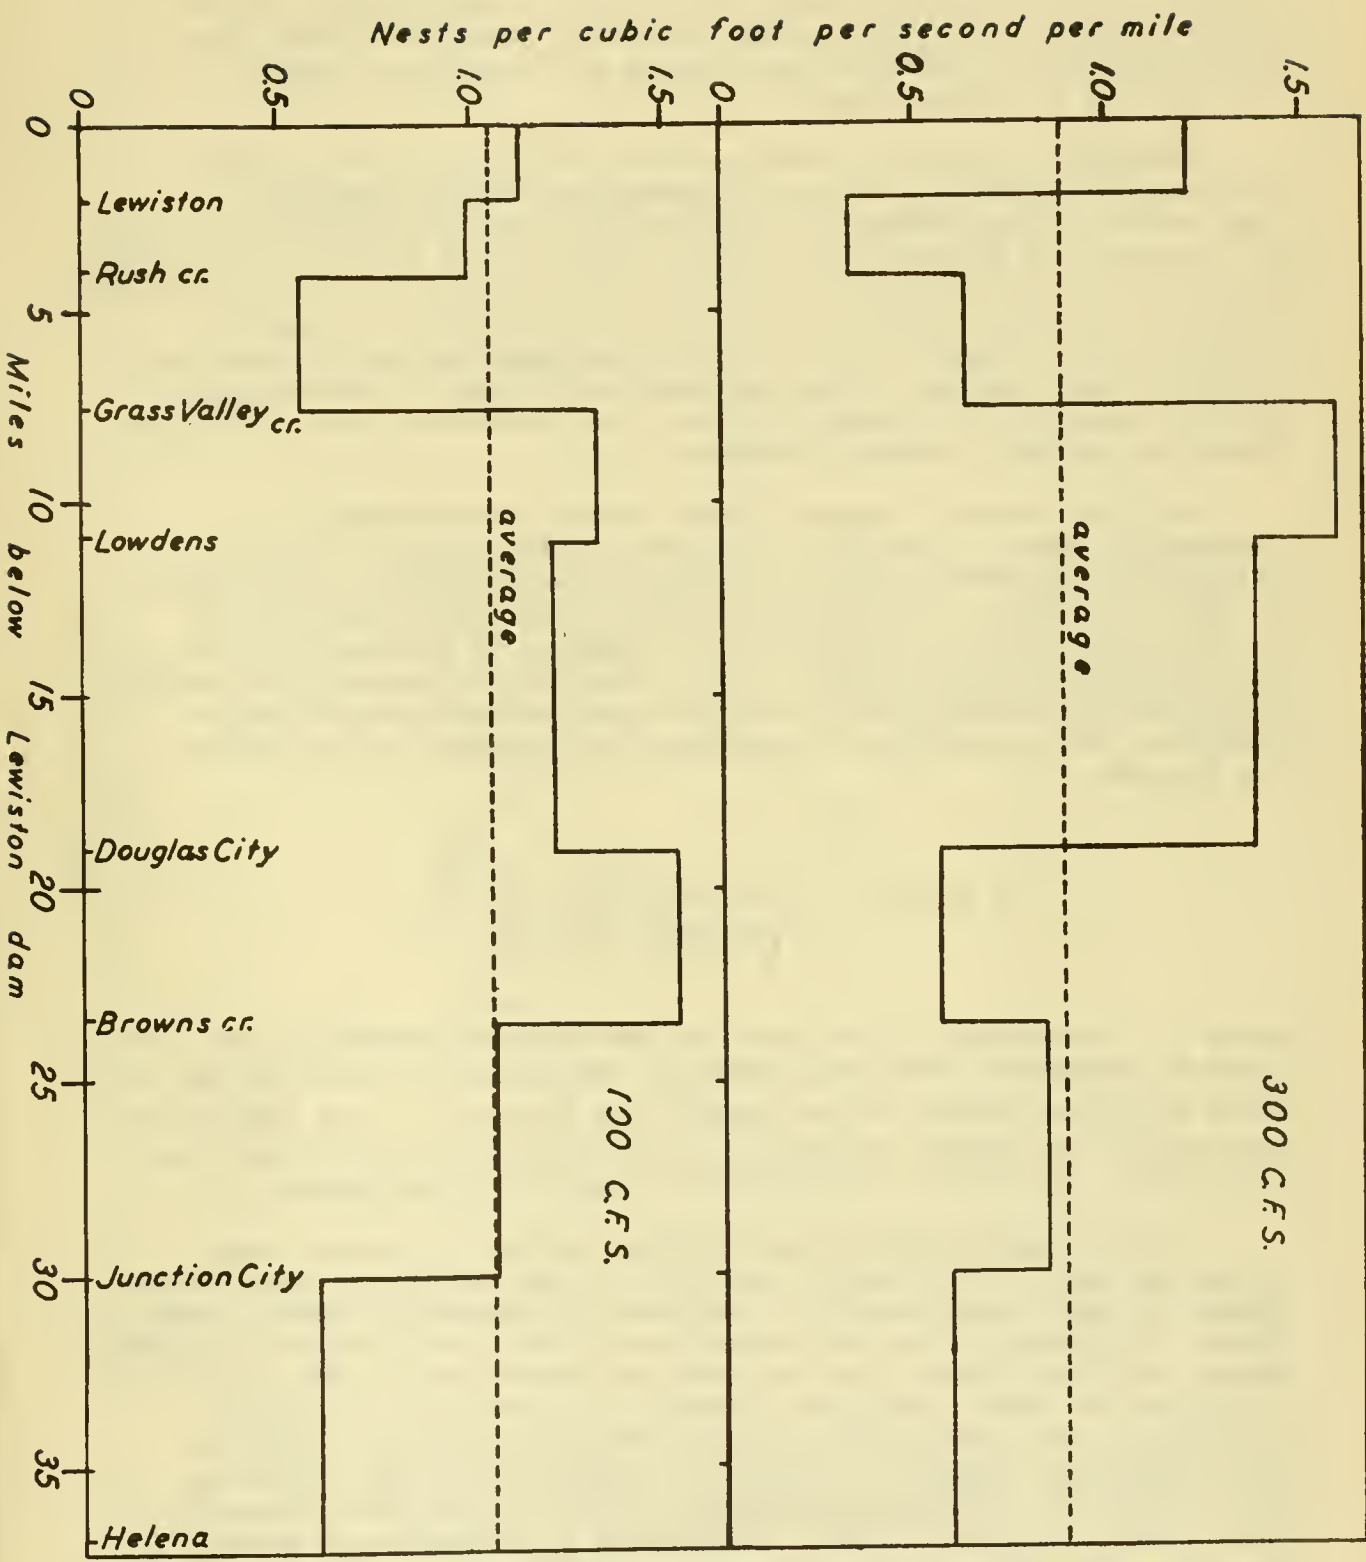 Nests per cubic foot per second per mile
0 0.5 1.0 1.5 0 0.5 1.0 1.5
0
Lewiston
Rush cr.
5
Grass Valley cr.
10
Lowdens
15
Douglas City
20
Browns cr.
25
Junction City
30
35
Helena
Miles below Lewiston dam
average
100 C.F.S.
average
300 C.F.S.